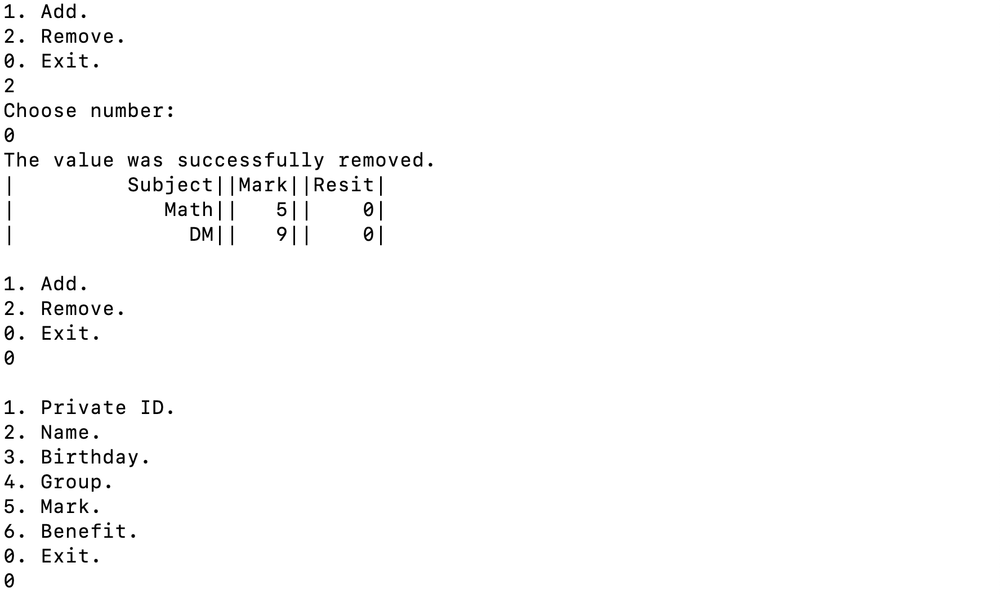 1. Add.
2. Remove.
0. Exit.
2
Choose number:
0
The value was successfully removed.
|         Subject||Mark||Resit|
|            Math||   5||    0|
|              DM||   9||    0|

1. Add.
2. Remove.
0. Exit.
0

1. Private ID.
2. Name.
3. Birthday.
4. Group.
5. Mark.
6. Benefit.
0. Exit.
0